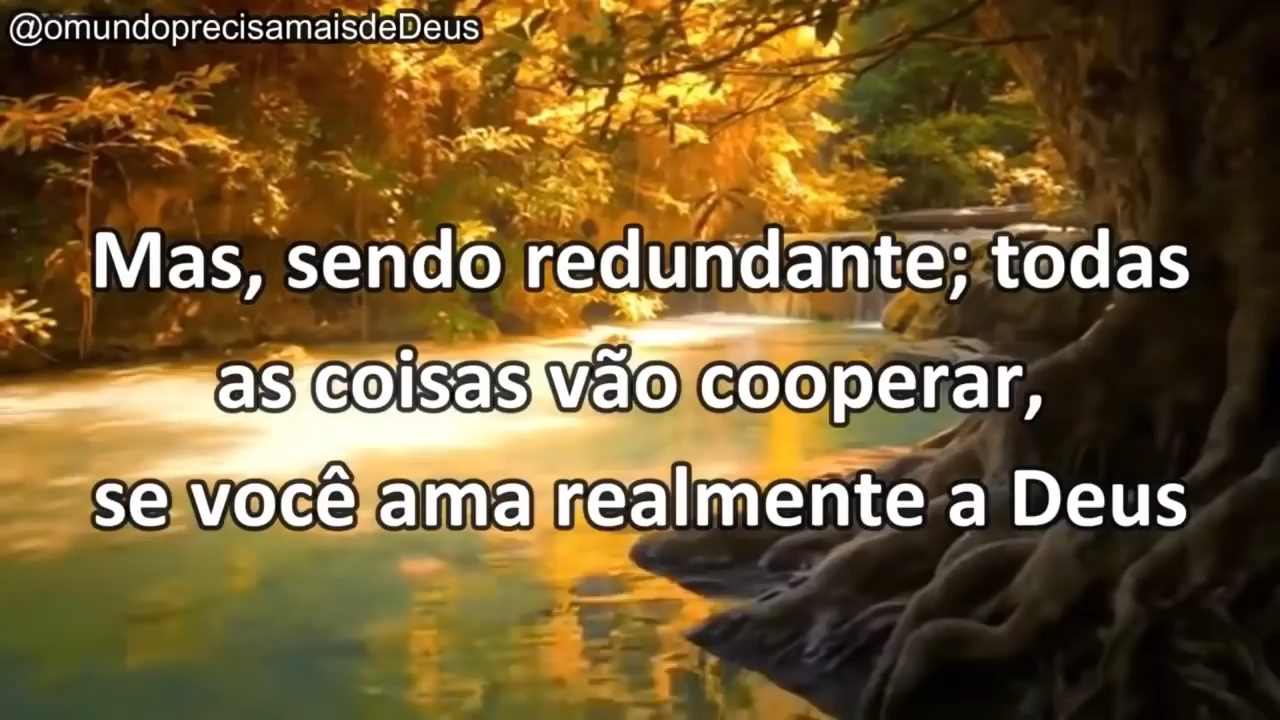 @omundoprecisamaisdeDeus
Mas, sendo redundante; todas
as coisas vão cooperar,
se você ama realmente a Deus